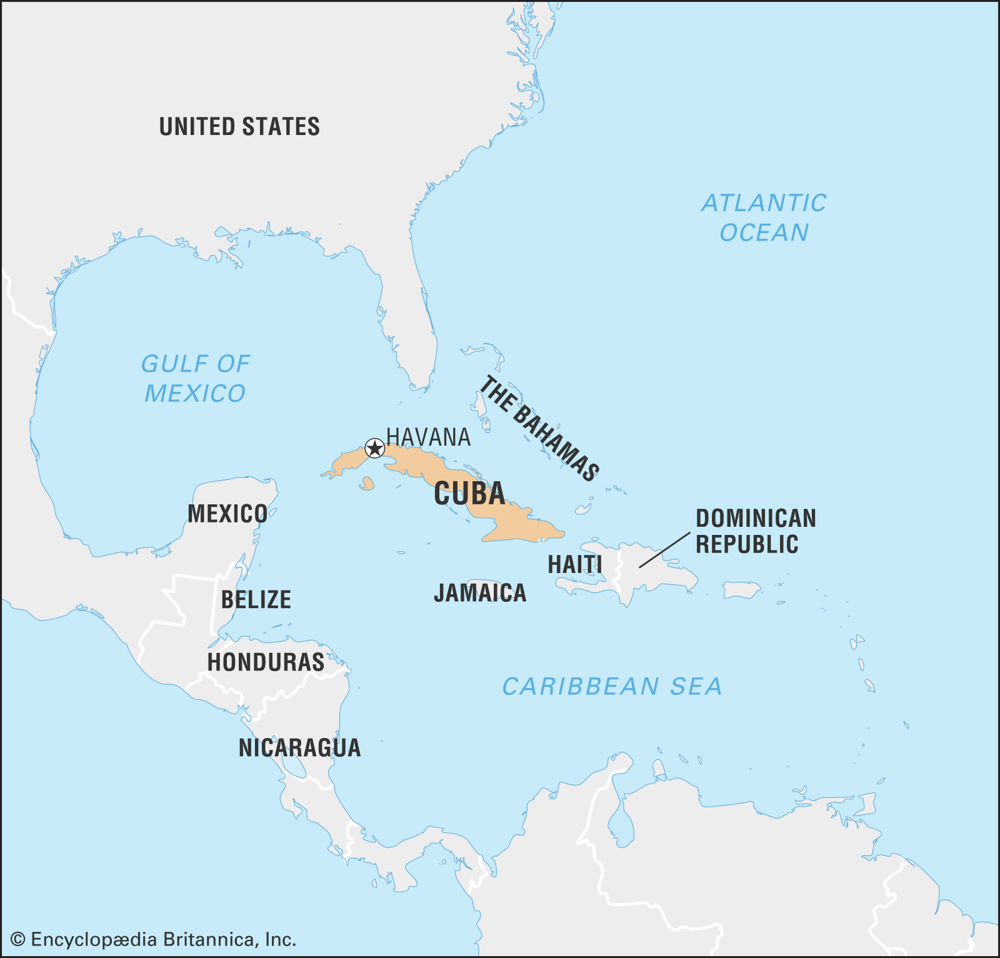 UNITED STATES
ATLANTIC
OCEAN
GULF OF
MEXICO
THE BAHAMAS
HAVANA
CUBA
MEXICO
DOMINICAN
REPUBLIC
HAITI
JAMAICA
BELIZE
HONDURAS
CARIBBEAN SEA
NICARAGUA
© Encyclopædia Britannica, Inc.